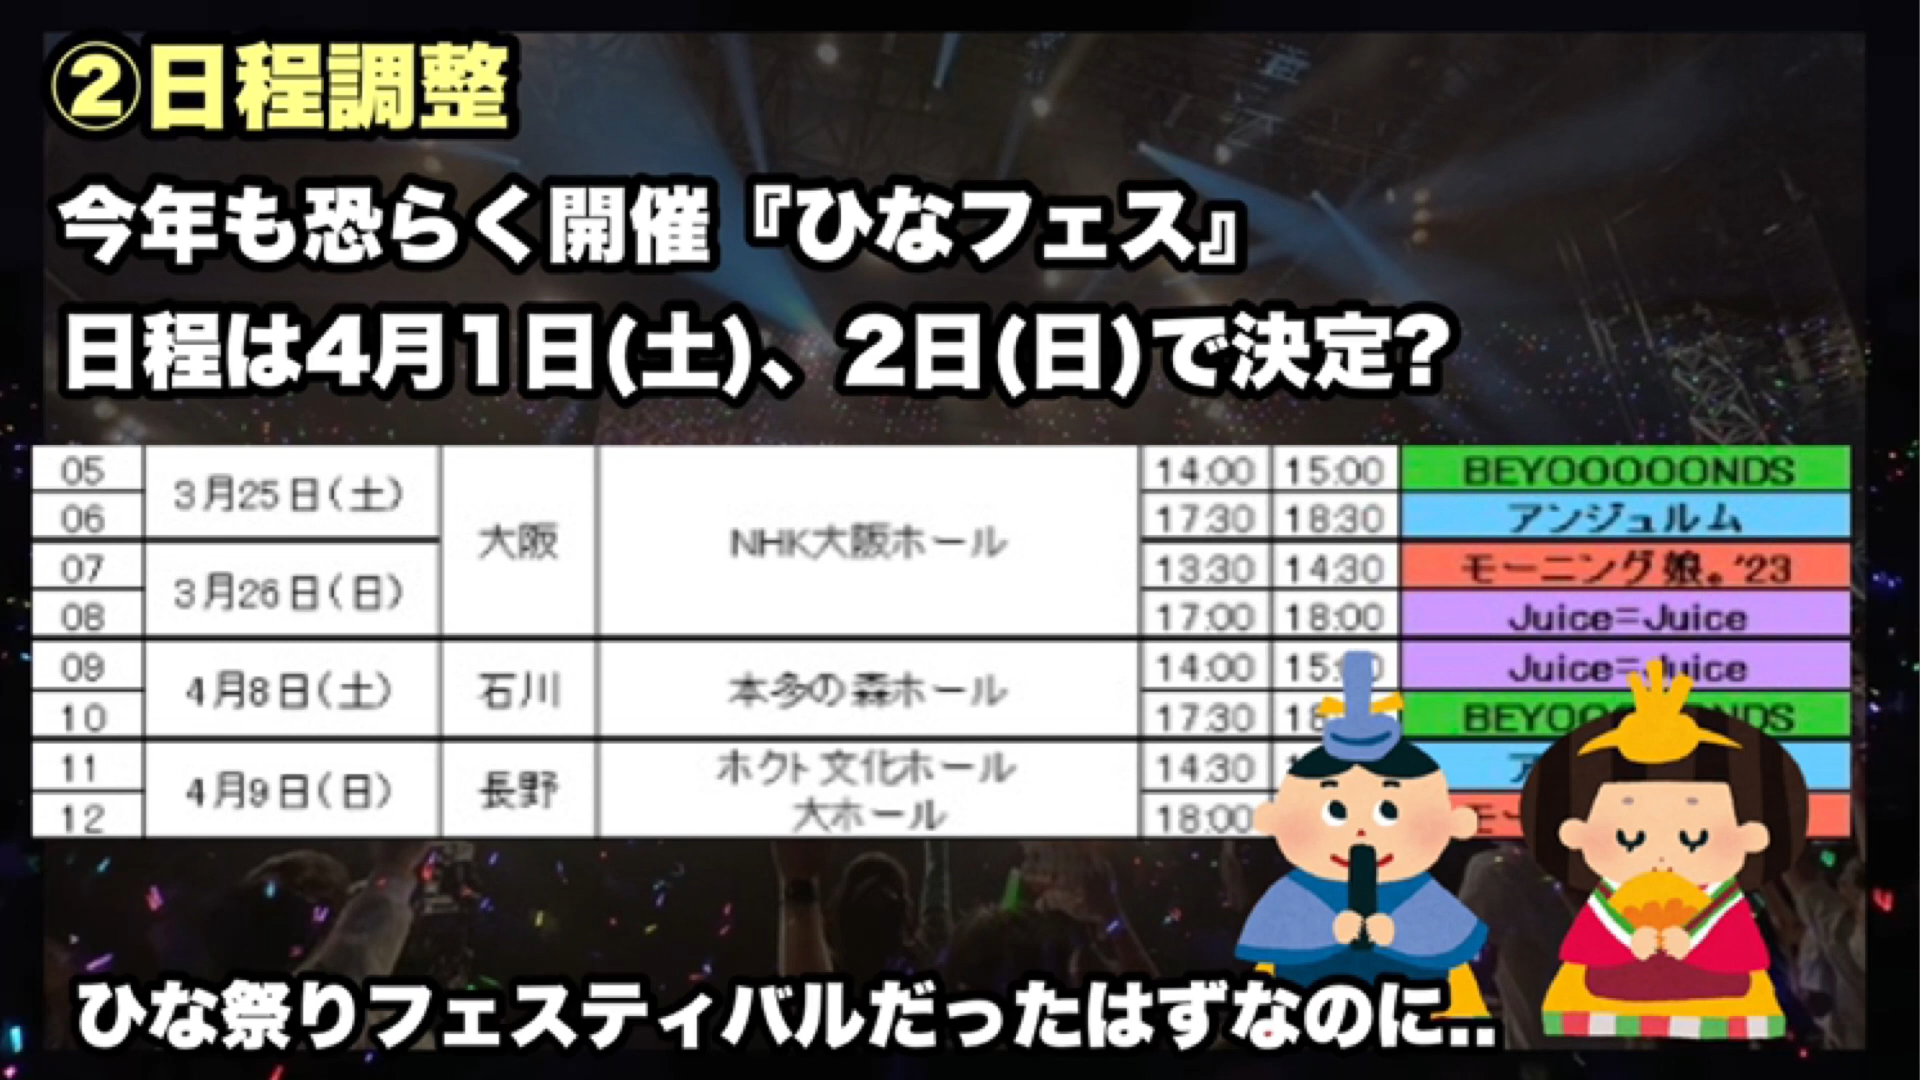 ②日程調整
今年も恐らく開催『ひなフェス』
日程は4月1日(土)、2日(日)で決定?
05 3月25日(土) 大阪 NHK大阪ホール 14:00 15:00 BEYOOOOONDS
06 17:30 18:30 アンジュルム
07 3月26日(日) 13:30 14:30 モーニング娘。'23
08 17:00 18:00 Juice=Juice
09 4月8日(土) 石川 本多の森ホール 14:00 Juice=Juice
10 17:30
11 4月9日(日) 長野 ホクト文化ホール 14:30
12 大ホール 18:00
ひな祭りフェスティバルだったはずなのに..